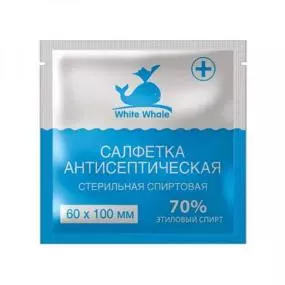 White Whale
САЛФЕТКА
АНТИСЕПТИЧЕСКАЯ
СТЕРИЛЬНАЯ СПИРТОВАЯ
60 х 100 мм
70%
ЭТИЛОВЫЙ СПИРТ